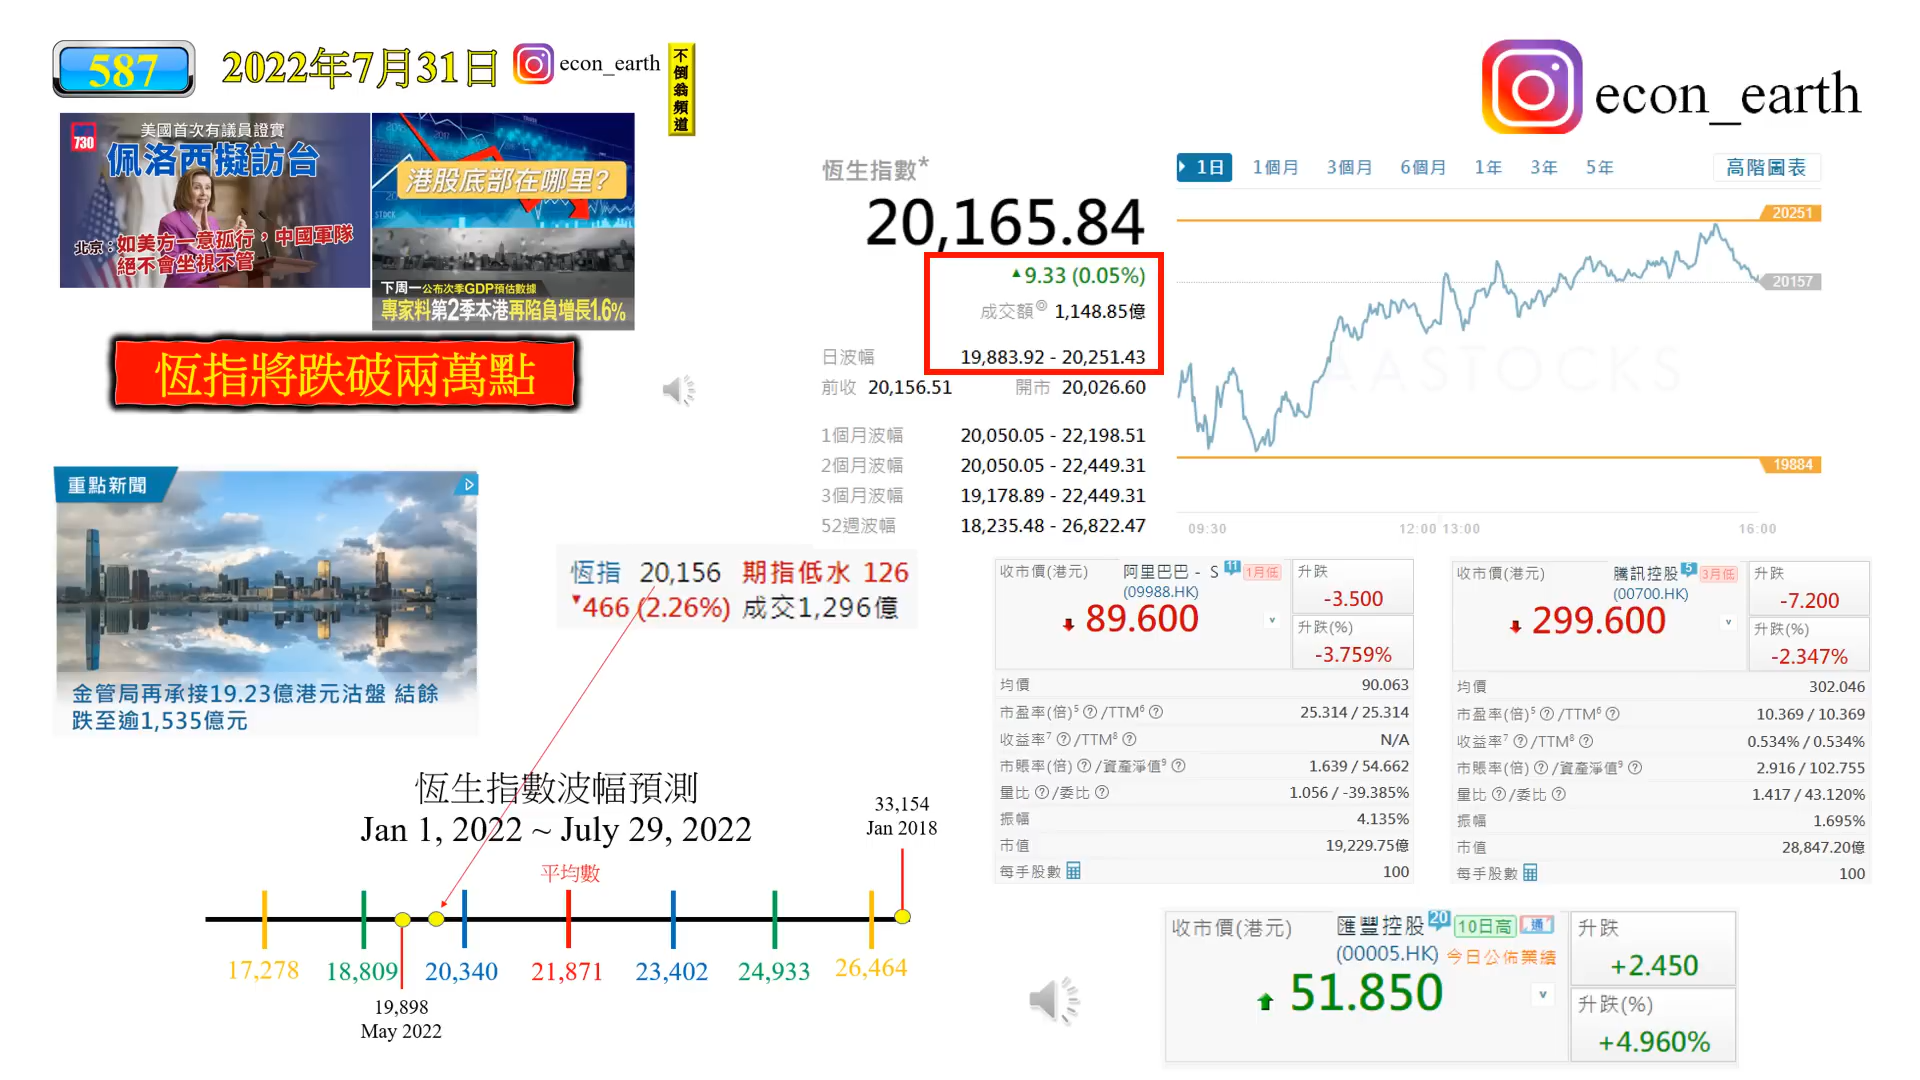 587
2022年7月31日
econ_earth
不倒翁頻道
econ_earth
730
美國首次有議員證實
佩洛西擬訪台
北京：如美方一意孤行，中國軍隊
絕不會坐視不管
港股底部在哪里?
STOCK
下周一公布次季GDP預估數據
專家料第2季本港再陷負增長1.6%
恆指將跌破兩萬點
恆生指數*
20,165.84
▲9.33 (0.05%)
成交額◎ 1,148.85億
日波幅 19,883.92 - 20,251.43
前收 20,156.51 開市 20,026.60
1個月波幅 20,050.05 - 22,198.51
2個月波幅 20,050.05 - 22,449.31
3個月波幅 19,178.89 - 22,449.31
52週波幅 18,235.48 - 26,822.47
1日 1個月 3個月 6個月 1年 3年 5年 高階圖表
20251
20157
AASTOCKS
19884
09:30 12:00 13:00 16:00
重點新聞
金管局再承接19.23億港元沽盤 結餘
跌至逾1,535億元
恆指 20,156 期指低水 126
▼466 (2.26%) 成交1,296億
收市價(港元) 阿里巴巴 - S 11 1月低
(09988.HK)
89.600
升跌
-3.500
升跌(%)
-3.759%
均價 90.063
市盈率(倍)5 ?/TTM6 ? 25.314 / 25.314
收益率7 ?/TTM8 ? N/A
市賬率(倍) ?/資產淨值9 ? 1.639 / 54.662
量比 ?/委比 ? 1.056 / -39.385%
振幅 4.135%
市值 19,229.75億
每手股數 100
收市價(港元) 騰訊控股 5 3月低
(00700.HK)
299.600
升跌
-7.200
升跌(%)
-2.347%
均價 302.046
市盈率(倍)5 ?/TTM6 ? 10.369 / 10.369
收益率7 ?/TTM8 ? 0.534% / 0.534%
市賬率(倍) ?/資產淨值9 ? 2.916 / 102.755
量比 ?/委比 ? 1.417 / 43.120%
振幅 1.695%
市值 28,847.20億
每手股數 100
恆生指數波幅預測
Jan 1, 2022 ~ July 29, 2022
33,154
Jan 2018
平均數
17,278 18,809 20,340 21,871 23,402 24,933 26,464
19,898
May 2022
收市價(港元) 匯豐控股 20 10日高 通
(00005.HK) 今日公佈業績
51.850
升跌
+2.450
升跌(%)
+4.960%